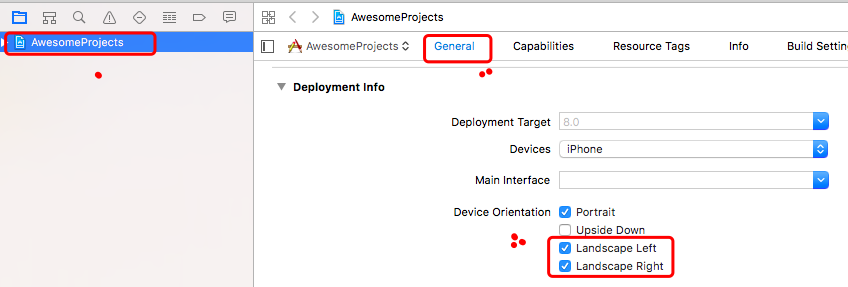 AwesomeProjects
AwesomeProjects
AwesomeProjects General Capabilities Resource Tags Info Build Settin
Deployment Info
Deployment Target 8.0
Devices iPhone
Main Interface
Device Orientation Portrait
Upside Down
Landscape Left
Landscape Right